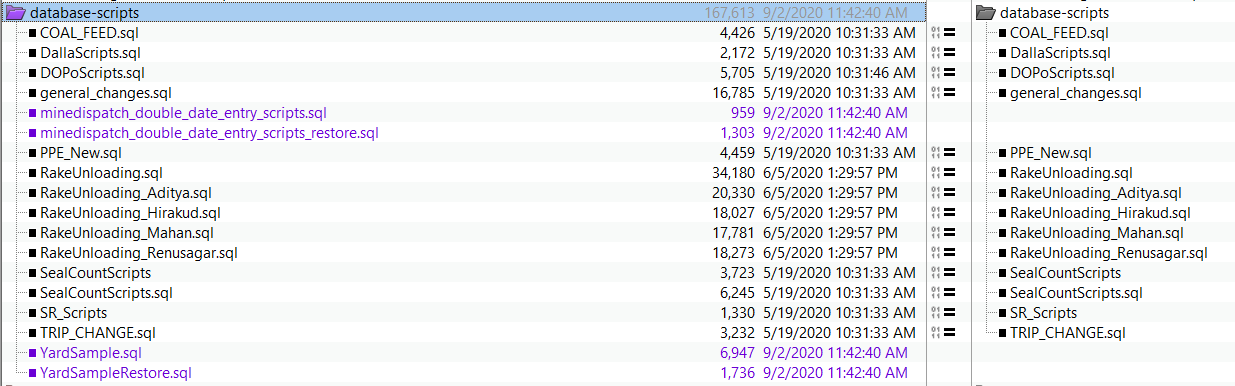 database-scripts 167,613 9/2/2020 11:42:40 AM database-scripts
COAL_FEED.sql 4,426 5/19/2020 10:31:33 AM = COAL_FEED.sql
DallaScripts.sql 2,172 5/19/2020 10:31:33 AM = DallaScripts.sql
DOPoScripts.sql 5,705 5/19/2020 10:31:46 AM = DOPoScripts.sql
general_changes.sql 16,785 5/19/2020 10:31:33 AM = general_changes.sql
minedispatch_double_date_entry_scripts.sql 959 9/2/2020 11:42:40 AM
minedispatch_double_date_entry_scripts_restore.sql 1,303 9/2/2020 11:42:40 AM
PPE_New.sql 4,459 5/19/2020 10:31:33 AM = PPE_New.sql
RakeUnloading.sql 34,180 6/5/2020 1:29:57 PM = RakeUnloading.sql
RakeUnloading_Aditya.sql 20,330 6/5/2020 1:29:57 PM = RakeUnloading_Aditya.sql
RakeUnloading_Hirakud.sql 18,027 6/5/2020 1:29:57 PM = RakeUnloading_Hirakud.sql
RakeUnloading_Mahan.sql 17,781 6/5/2020 1:29:57 PM = RakeUnloading_Mahan.sql
RakeUnloading_Renusagar.sql 18,273 6/5/2020 1:29:57 PM = RakeUnloading_Renusagar.sql
SealCountScripts 3,723 5/19/2020 10:31:33 AM = SealCountScripts
SealCountScripts.sql 6,245 5/19/2020 10:31:33 AM = SealCountScripts.sql
SR_Scripts 1,330 5/19/2020 10:31:33 AM = SR_Scripts
TRIP_CHANGE.sql 3,232 5/19/2020 10:31:33 AM = TRIP_CHANGE.sql
YardSample.sql 6,947 9/2/2020 11:42:40 AM
YardSampleRestore.sql 1,736 9/2/2020 11:42:40 AM